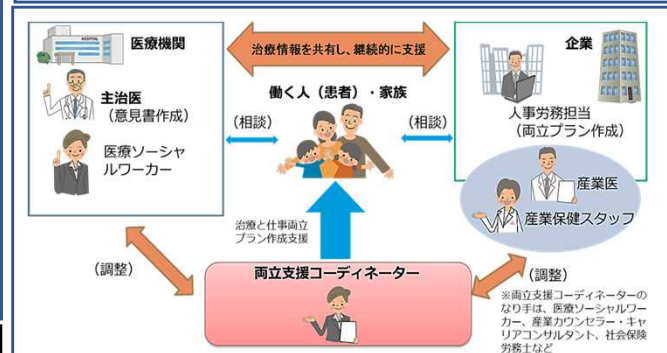 医療機関
HOSPITAL
主治医
(意見書作成)
医療ソーシャ
ルワーカー
治療情報を共有し、継続的に支援
働く人(患者)・家族
(相談)
(相談)
企業
人事労務担当
(両立プラン作成)
産業医
産業保健スタッフ
治療と仕事両立
プラン作成支援
(調整)
両立支援コーディネーター
(調整)
※両立支援コーディネーターの
なり手は、医療ソーシャルワー
カー、産業カウンセラー・キャ
リアコンサルタント、社会保険
労務士など